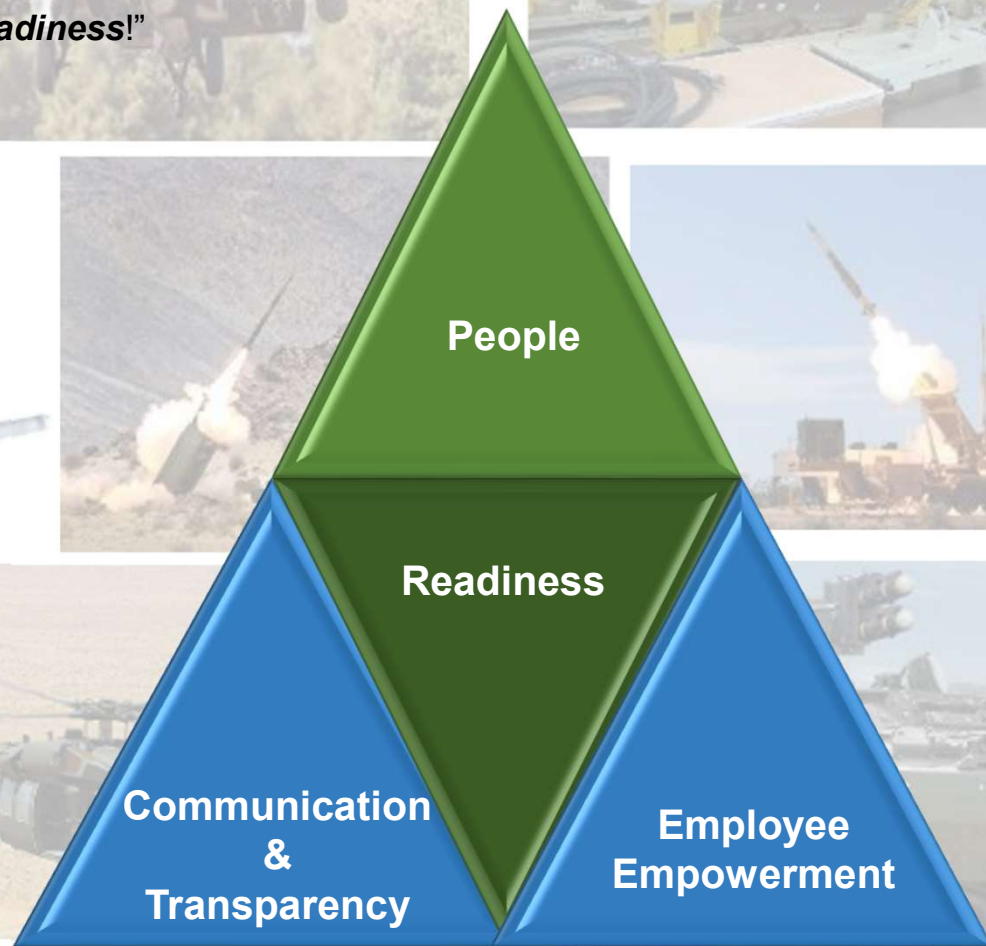 adiness!”
People
Readiness
Communication
&
Transparency
Employee
Empowerment